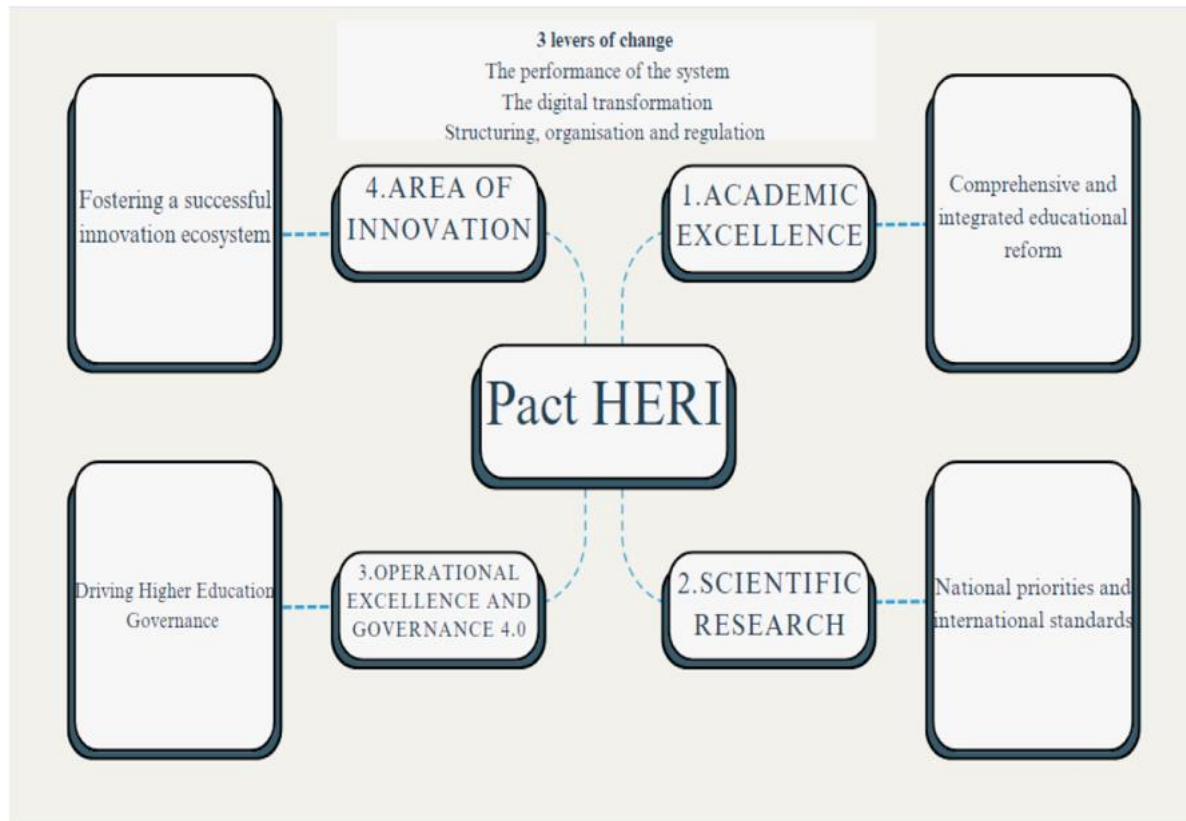 3 levers of change
The performance of the system
The digital transformation
Structuring, organisation and regulation
Fostering a successful
innovation ecosystem
4.AREA OF
INNOVATION
1.ACADEMIC
EXCELLENCE
Comprehensive and
integrated educational
reform
Pact HERI
Driving Higher Education
Governance
3.OPERATIONAL
EXCELLENCE AND
GOVERNANCE 4.0
2.SCIENTIFIC
RESEARCH
National priorities and
international standards